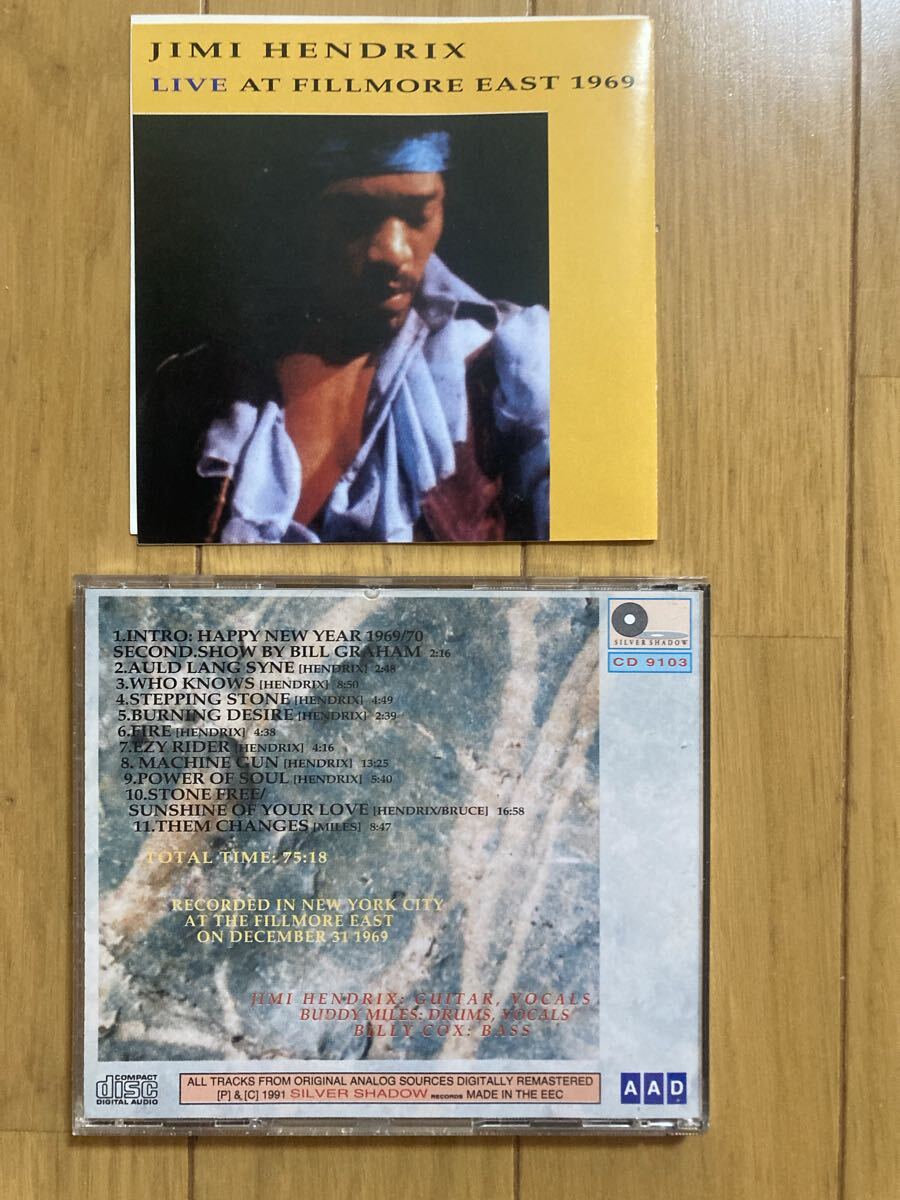 JIMI HENDRIX
LIVE AT FILLMORE EAST 1969
1.INTRO: HAPPY NEW YEAR 1969/70
SECOND.SHOW BY BILL GRAHAM 2:16
2.AULD LANG SYNE [HENDRIX] 2:48
3.WHO KNOWS [HENDRIX] 8:50
4.STEPPING STONE [HENDRIX] 4:49
5.BURNING DESIRE [HENDRIX] 2:39
6.FIRE [HENDRIX] 4:38
7.EZY RIDER [HENDRIX] 4:16
8. MACHINE GUN [HENDRIX] 13:25
9.POWER OF SOUL [HENDRIX] 5:40
10.STONE FREE/
SUNSHINE OF YOUR LOVE [HENDRIX/BRUCE] 16:58
11.THEM CHANGES [MILES] 8:47
TOTAL TIME: 75:18
RECORDED IN NEW YORK CITY
AT THE FILLMORE EAST
ON DECEMBER 31 1969
JIMI HENDRIX: GUITAR, VOCALS
BUDDY MILES: DRUMS, VOCALS
BILLY COX: BASS
SILVER SHADOW
CD 9103
COMPACT
disc
DIGITAL AUDIO
ALL TRACKS FROM ORIGINAL ANALOG SOURCES DIGITALLY REMASTERED
[P] & [C] 1991 SILVER SHADOW RECORDS MADE IN THE EEC
AAD